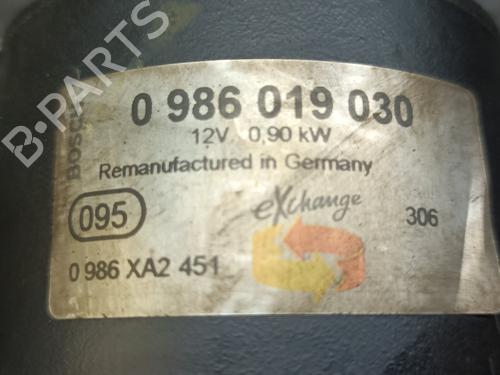 B-PARTS
BOSCH
0 986 019 030
12V 0,90 kW
Remanufactured in Germany
095
eXchange
306
0 986 XA2 451